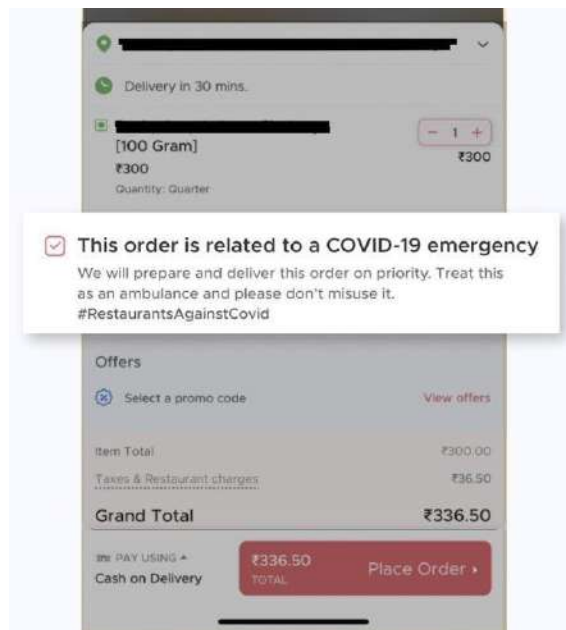 Delivery in 30 mins.
[100 Gram]
₹300
Quantity: Quarter
− 1 +
₹300
This order is related to a COVID-19 emergency
We will prepare and deliver this order on priority. Treat this
as an ambulance and please don't misuse it.
#RestaurantsAgainstCovid
Offers
Select a promo code
View offers
Item Total
₹300.00
Taxes & Restaurant charges
₹36.50
Grand Total
₹336.50
PAY USING
Cash on Delivery
₹336.50
TOTAL
Place Order